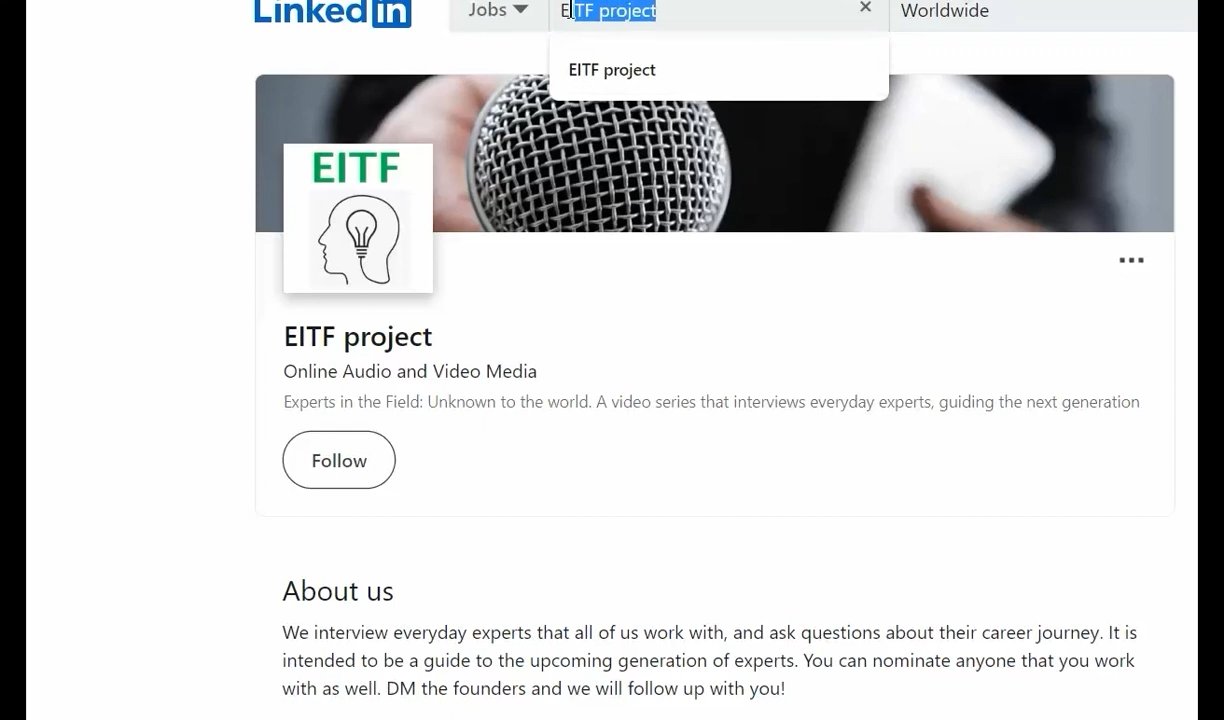 Linked in
Jobs
EITF project
Worldwide
EITF project
EITF
EITF project
Online Audio and Video Media
Experts in the Field: Unknown to the world. A video series that interviews everyday experts, guiding the next generation
Follow
About us
We interview everyday experts that all of us work with, and ask questions about their career journey. It is
intended to be a guide to the upcoming generation of experts. You can nominate anyone that you work
with as well. DM the founders and we will follow up with you!